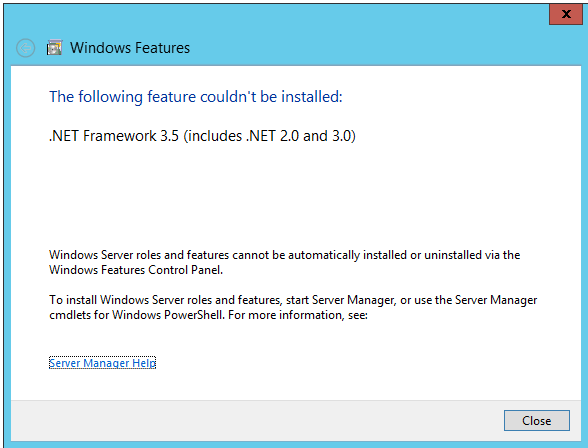 Windows Features
The following feature couldn't be installed:
.NET Framework 3.5 (includes .NET 2.0 and 3.0)
Windows Server roles and features cannot be automatically installed or uninstalled via the
Windows Features Control Panel.
To install Windows Server roles and features, start Server Manager, or use the Server Manager
cmdlets for Windows PowerShell. For more information, see:
Server Manager Help
Close